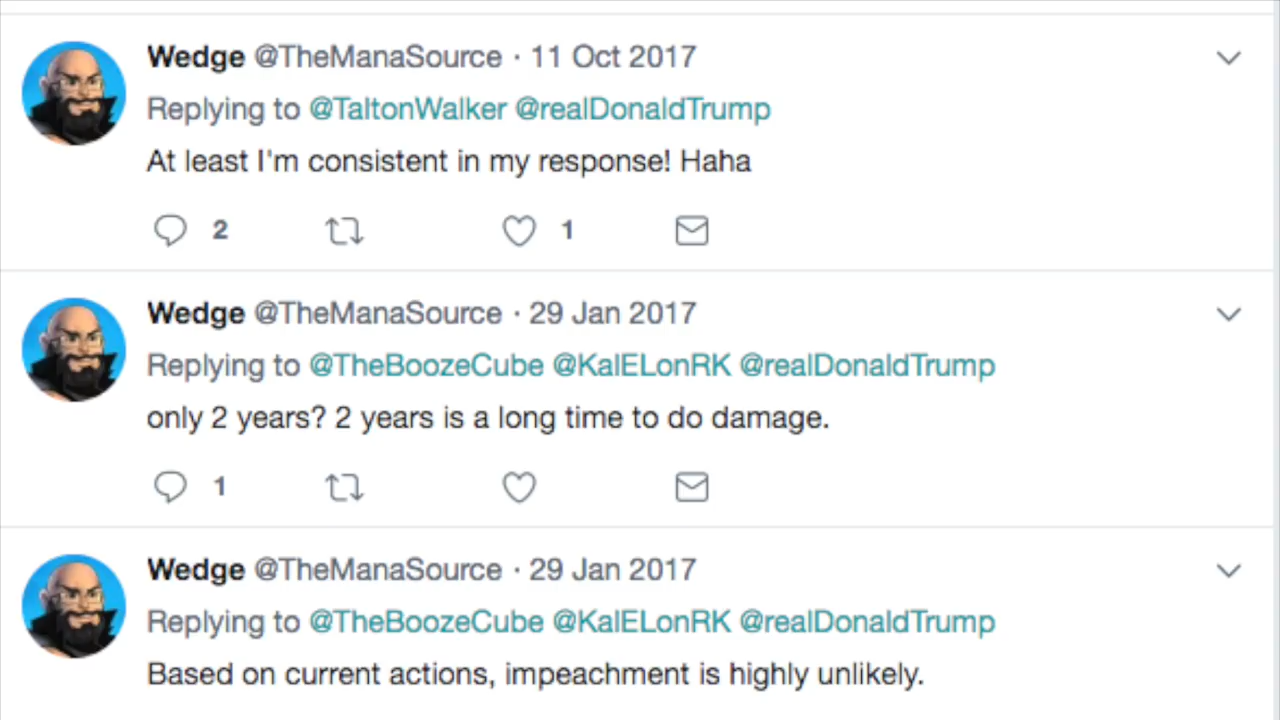 Wedge @TheManaSource · 11 Oct 2017
Replying to @TaltonWalker @realDonaldTrump
At least I'm consistent in my response! Haha
2 1
Wedge @TheManaSource · 29 Jan 2017
Replying to @TheBoozeCube @KalELonRK @realDonaldTrump
only 2 years? 2 years is a long time to do damage.
1
Wedge @TheManaSource · 29 Jan 2017
Replying to @TheBoozeCube @KalELonRK @realDonaldTrump
Based on current actions, impeachment is highly unlikely.